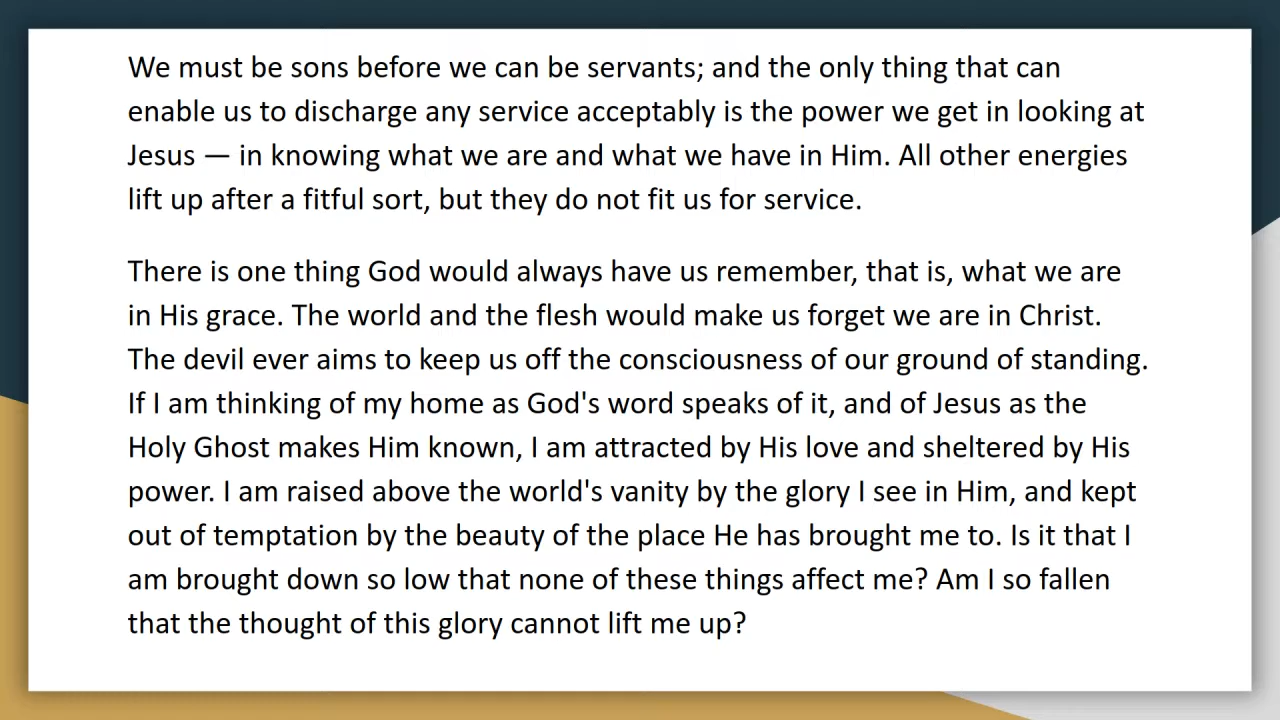 We must be sons before we can be servants; and the only thing that can
enable us to discharge any service acceptably is the power we get in looking at
Jesus — in knowing what we are and what we have in Him. All other energies
lift up after a fitful sort, but they do not fit us for service.
There is one thing God would always have us remember, that is, what we are
in His grace. The world and the flesh would make us forget we are in Christ.
The devil ever aims to keep us off the consciousness of our ground of standing.
If I am thinking of my home as God's word speaks of it, and of Jesus as the
Holy Ghost makes Him known, I am attracted by His love and sheltered by His
power. I am raised above the world's vanity by the glory I see in Him, and kept
out of temptation by the beauty of the place He has brought me to. Is it that I
am brought down so low that none of these things affect me? Am I so fallen
that the thought of this glory cannot lift me up?